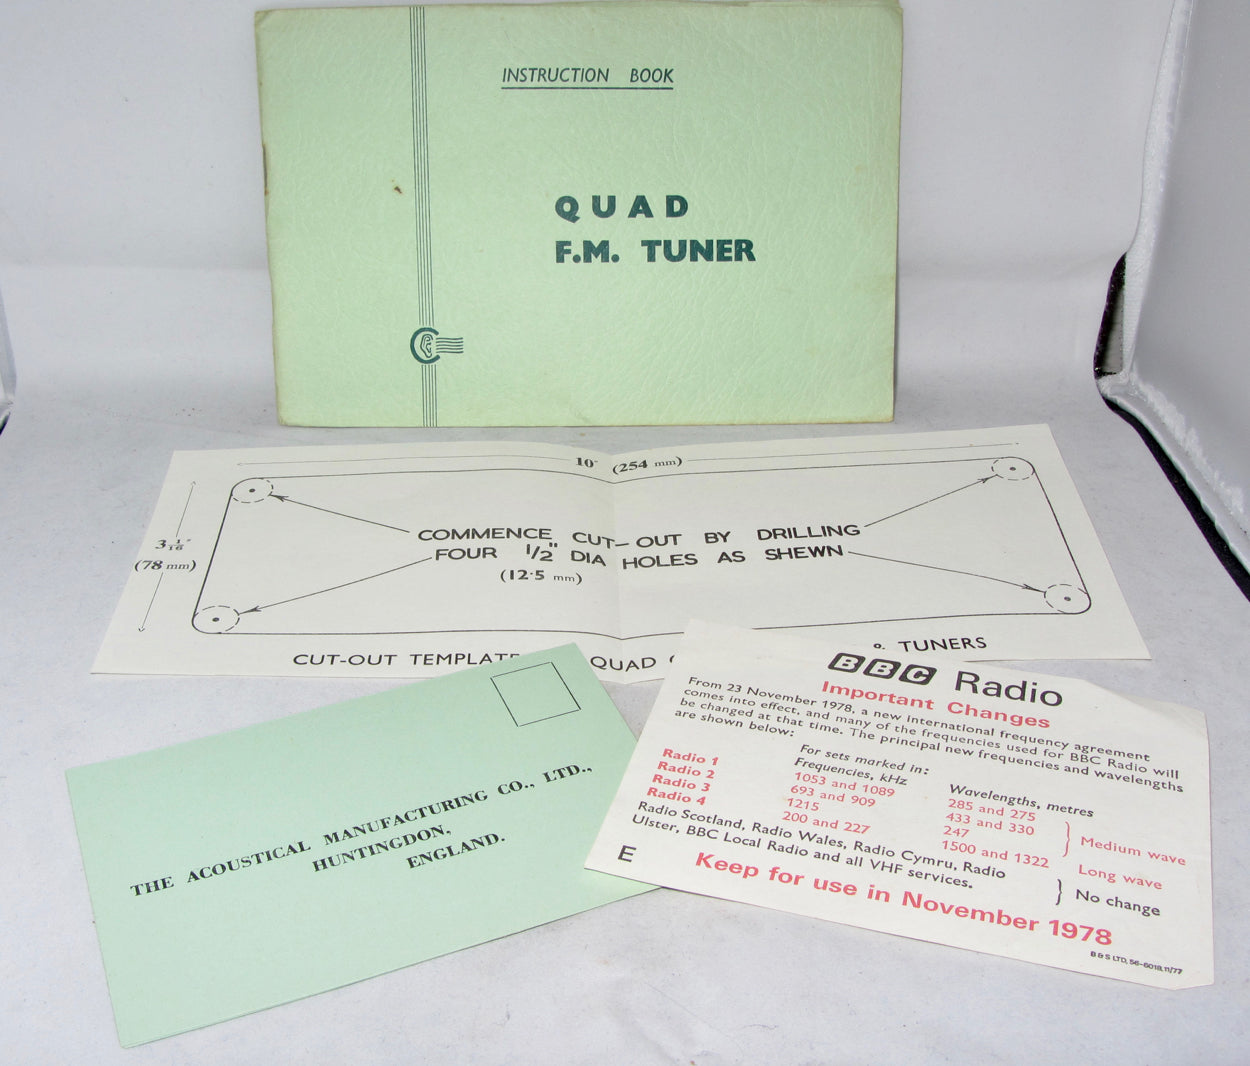 INSTRUCTION BOOK
QUAD
F.M. TUNER
10" (254 mm)
3 1/16"
(78 mm)
COMMENCE CUT-OUT BY DRILLING
FOUR 1/2" DIA HOLES AS SHEWN
(12·5 mm)
CUT-OUT TEMPLATE QUAD
TUNERS
THE ACOUSTICAL MANUFACTURING CO., LTD.,
HUNTINGDON,
ENGLAND.
BBC Radio
Important Changes
From 23 November 1978, a new international frequency agreement
comes into effect, and many of the frequencies used for BBC Radio will
be changed at that time. The principal new frequencies and wavelengths
are shown below:
For sets marked in:
Frequencies, kHz Wavelengths, metres
Radio 1 1053 and 1089 285 and 275
Radio 2 693 and 909 433 and 330 Medium wave
Radio 3 1215 247
Radio 4 200 and 227 1500 and 1322 Long wave
Radio Scotland, Radio Wales, Radio Cymru, Radio
Ulster, BBC Local Radio and all VHF services. No change
E
Keep for use in November 1978
B & S LTD, 56-6018, 11/77